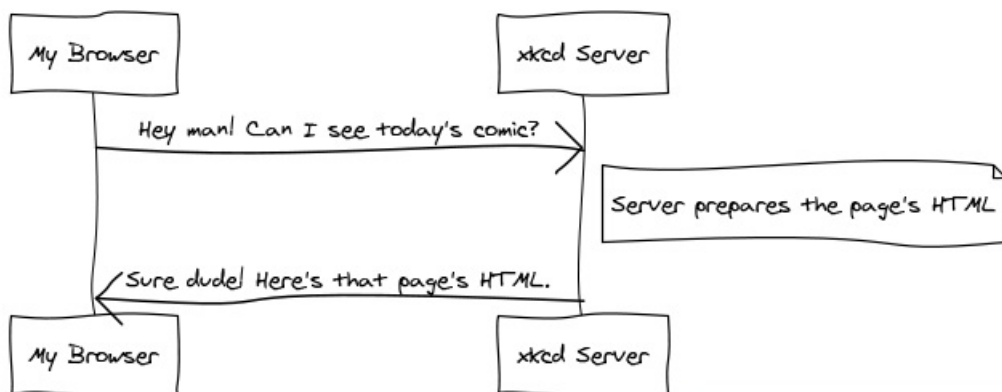 My Browser
xkcd Server
Hey man! Can I see today's comic?
Server prepares the page's HTML
Sure dude! Here's that page's HTML.
My Browser
xkcd Server